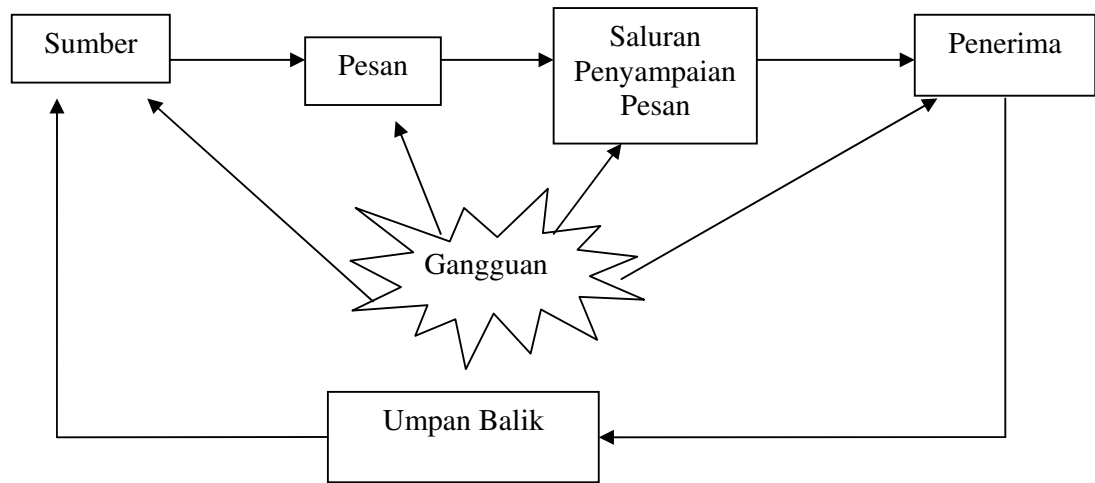 Sumber
Pesan
Saluran
Penyampaian
Pesan
Penerima
Gangguan
Umpan Balik